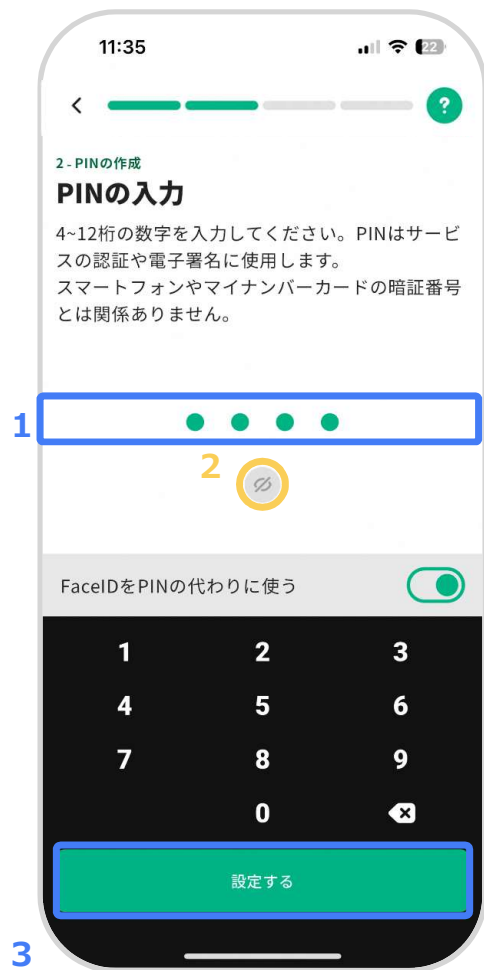 11:35
22
?
2-PINの作成
PINの入力
4~12桁の数字を入力してください。PINはサービ
スの認証や電子署名に使用します。
スマートフォンやマイナンバーカードの暗証番号
とは関係ありません。
1
2
FaceIDをPINの代わりに使う
1 2 3
4 5 6
7 8 9
0
設定する
3